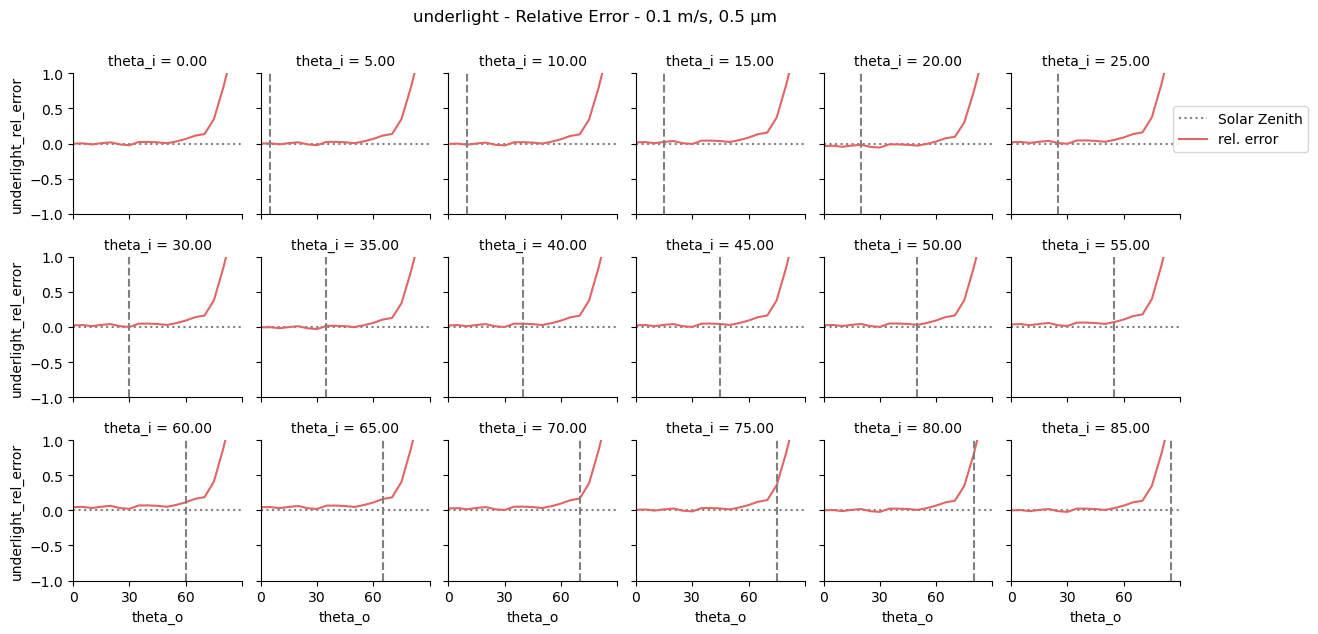 underlight - Relative Error - 0.1 m/s, 0.5 μm
theta_i = 0.00
theta_i = 5.00
theta_i = 10.00
theta_i = 15.00
theta_i = 20.00
theta_i = 25.00
underlight_rel_error
1.0
0.5
0.0
−0.5
−1.0
Solar Zenith
rel. error
theta_i = 30.00
theta_i = 35.00
theta_i = 40.00
theta_i = 45.00
theta_i = 50.00
theta_i = 55.00
underlight_rel_error
1.0
0.5
0.0
−0.5
−1.0
theta_i = 60.00
theta_i = 65.00
theta_i = 70.00
theta_i = 75.00
theta_i = 80.00
theta_i = 85.00
underlight_rel_error
1.0
0.5
0.0
−0.5
−1.0
0 30 60
0 30 60
0 30 60
0 30 60
0 30 60
0 30 60
theta_o
theta_o
theta_o
theta_o
theta_o
theta_o